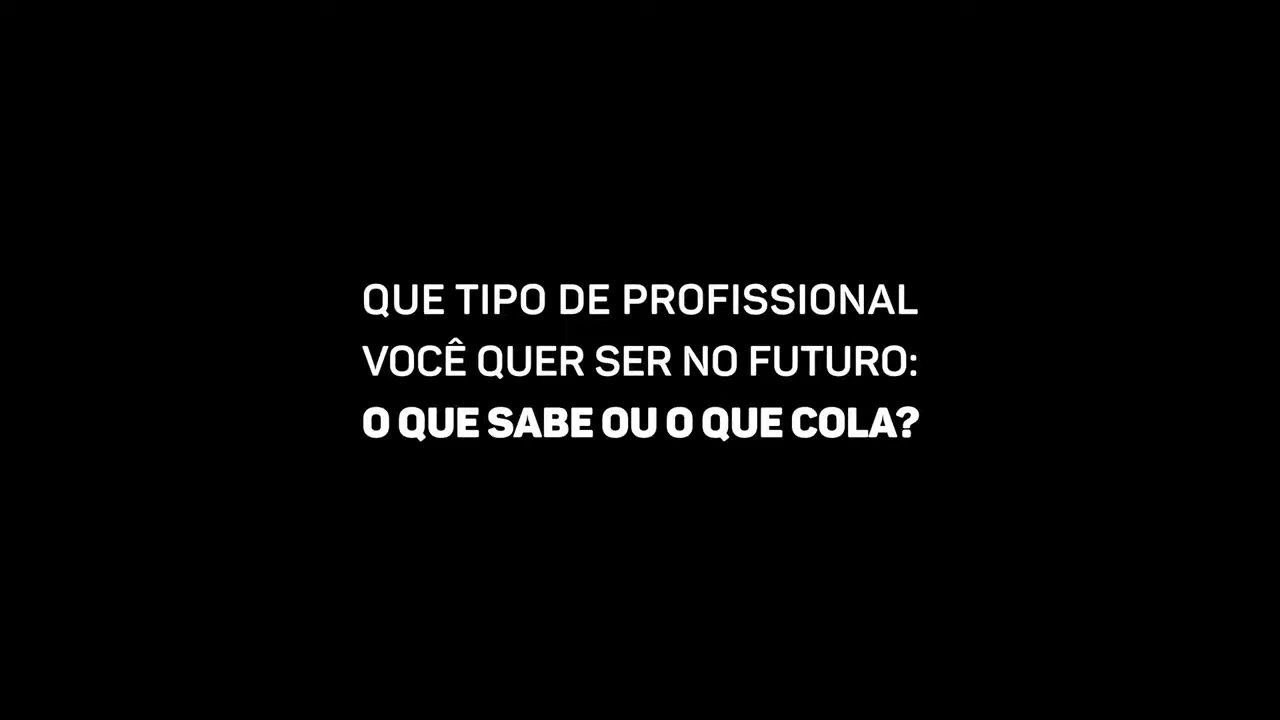 QUE TIPO DE PROFISSIONAL
VOCÊ QUER SER NO FUTURO:
O QUE SABE OU O QUE COLA?